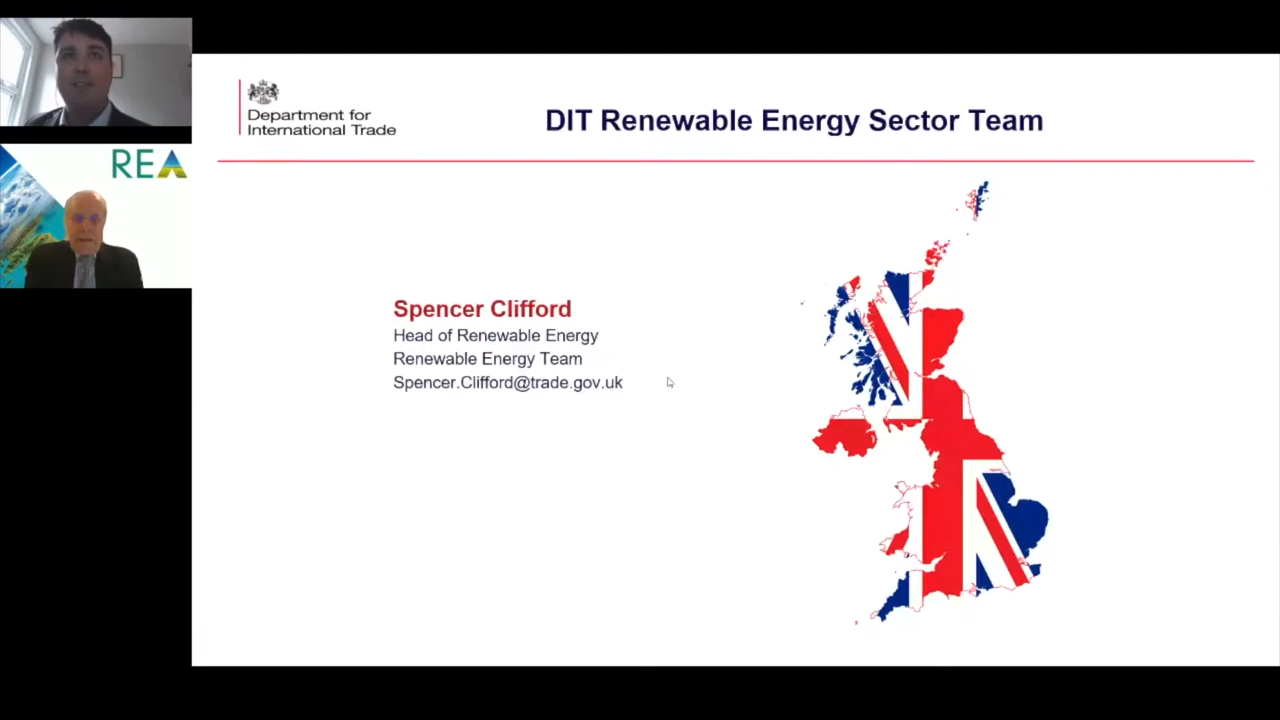 REA
Department for
International Trade
DIT Renewable Energy Sector Team
Spencer Clifford
Head of Renewable Energy
Renewable Energy Team
Spencer.Clifford@trade.gov.uk